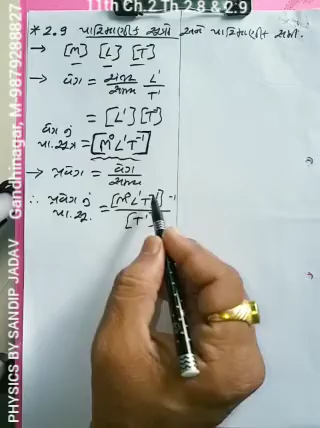 11th Ch.2 Th 2.8 & 2.9
* 2.9 પારિમાણીક સૂત્રો અને પારિમાણીક સમી.
→ [M] [L] [T]
→ વેગ = સ્થાન / સમય L¹ / T¹
= [L¹] [T⁻¹]
વેગ નું પા.સૂત્ર = [M⁰L¹T⁻¹]
→ પ્રવેગ = વેગ / સમય
∴ પ્રવેગ નું પા.સૂ. = [M⁰L¹T⁻¹] / [T¹ ⁻¹
PHYSICS BY SANDIP JADAV Gandhinagar, M-9879288827